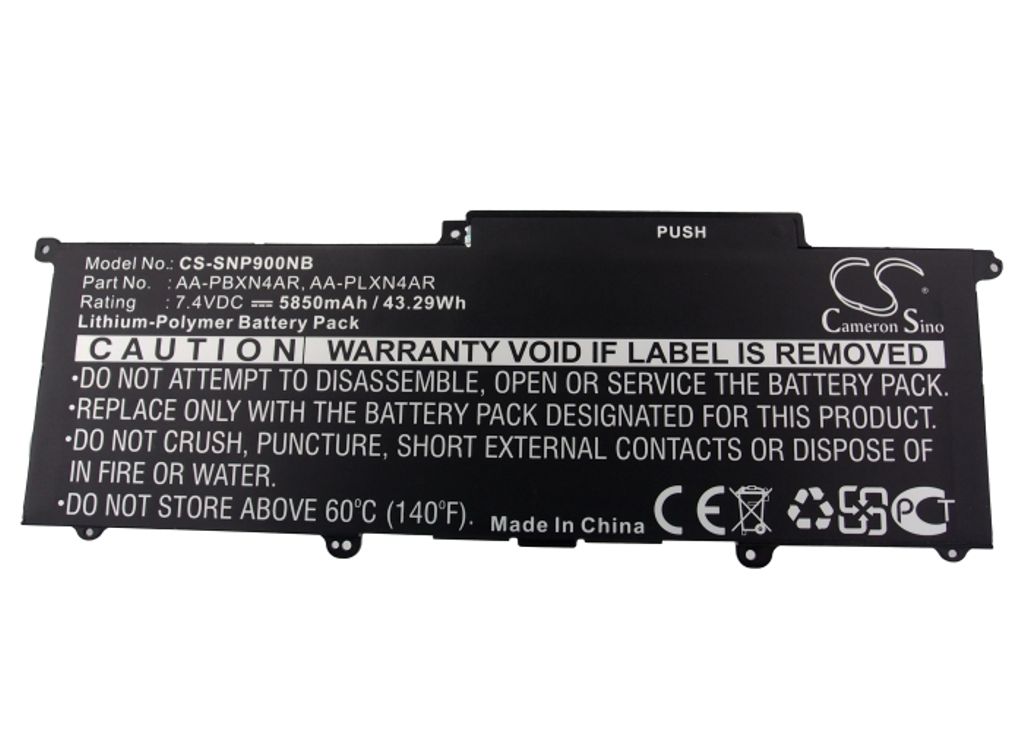 PUSH
Model No.: CS-SNP900NB
Part No. : AA-PBXN4AR, AA-PLXN4AR
Rating : 7.4VDC 5850mAh / 43.29Wh
Lithium-Polymer Battery Pack
CS
®
Cameron Sino
CAUTION WARRANTY VOID IF LABEL IS REMOVED
•DO NOT ATTEMPT TO DISASSEMBLE, OPEN OR SERVICE THE BATTERY PACK.
•REPLACE ONLY WITH THE BATTERY PACK DESIGNATED FOR THIS PRODUCT.
•DO NOT CRUSH, PUNCTURE, SHORT EXTERNAL CONTACTS OR DISPOSE OF
IN FIRE OR WATER.
•DO NOT STORE ABOVE 60°C (140°F).
Made In China CE PCT